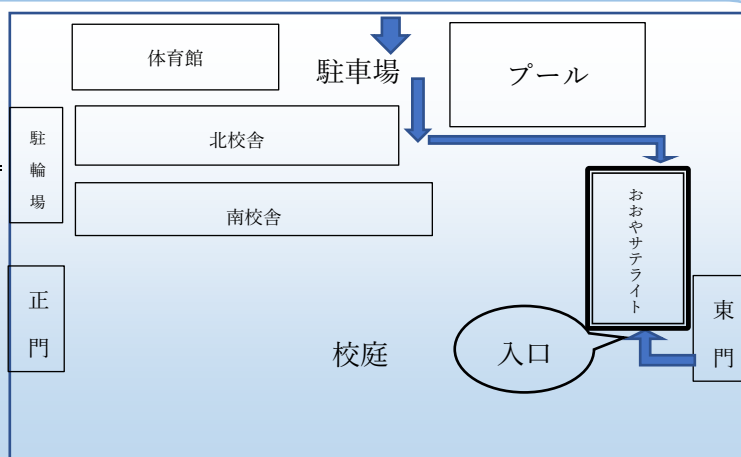 体育館
駐車場
プール
駐輪場
北校舎
南校舎
おおやサテライト
正門
東門
入口
校庭